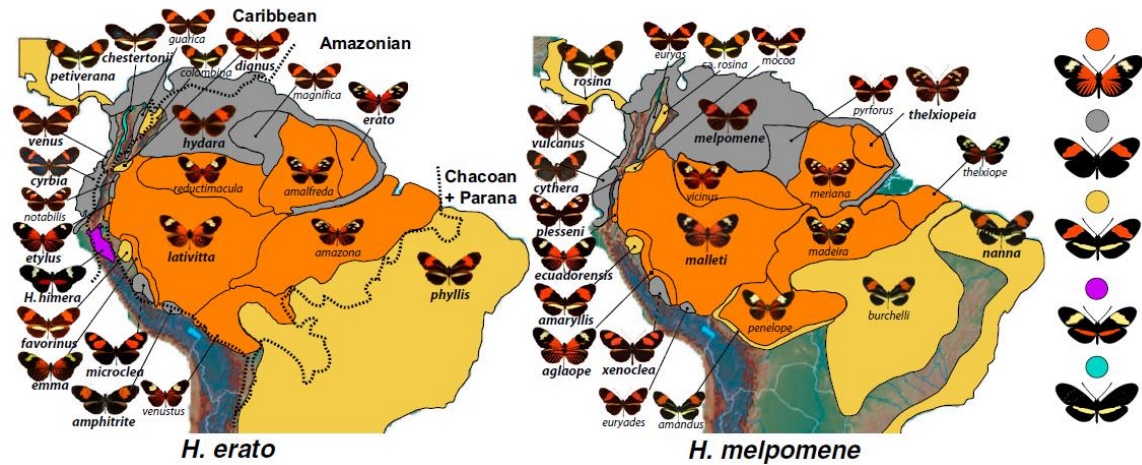 Caribbean
Amazonian
guarica
chestertonii
colombina
dignus
petiverana
magnifica
erato
venus
hydara
cyrbia
reductimacula
amalfreda
Chacoan
+ Parana
notabilis
etylus
lativitta
amazona
H. himera
phyllis
favorinus
emma
microclea
amphitrite
venustus
H. erato
euryas
ca. rosina
mocoa
rosina
pyrforus
thelxiopeia
vulcanus
melpomene
cythera
vicinus
meriana
thelxiope
plesseni
malleti
madeira
nanna
ecuadorensis
amaryllis
penelope
burchelli
aglaope
xenoclea
euryades
amandus
H. melpomene